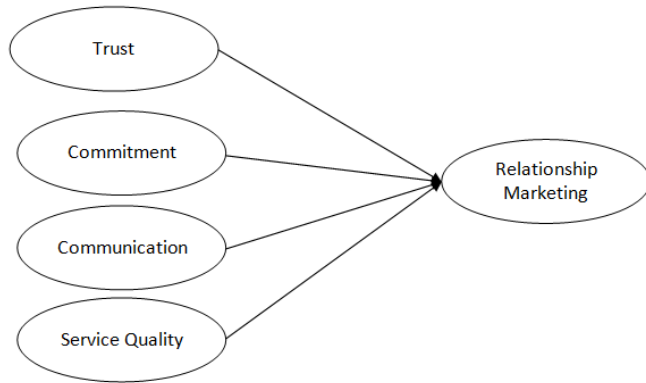 Trust
Commitment
Communication
Service Quality
Relationship
Marketing